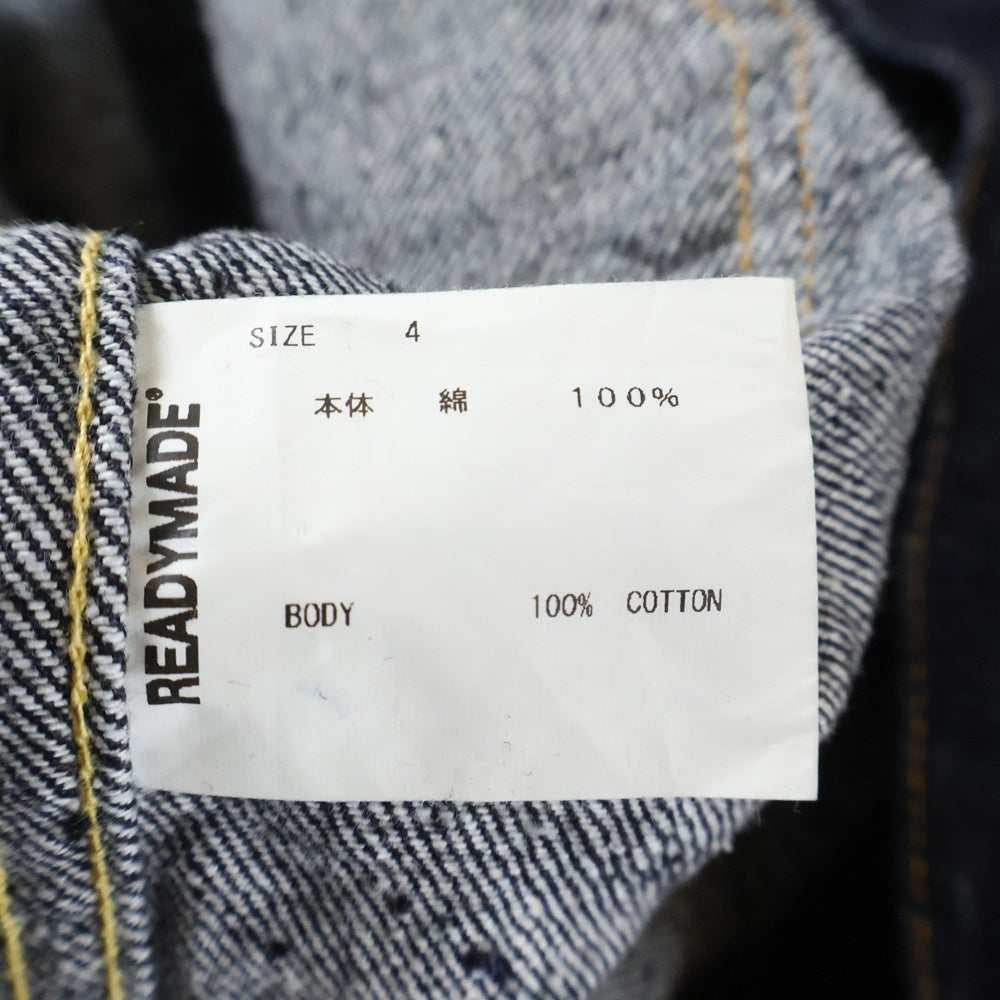 SIZE 4
本体 綿 100%
BODY 100% COTTON
READYMADE®